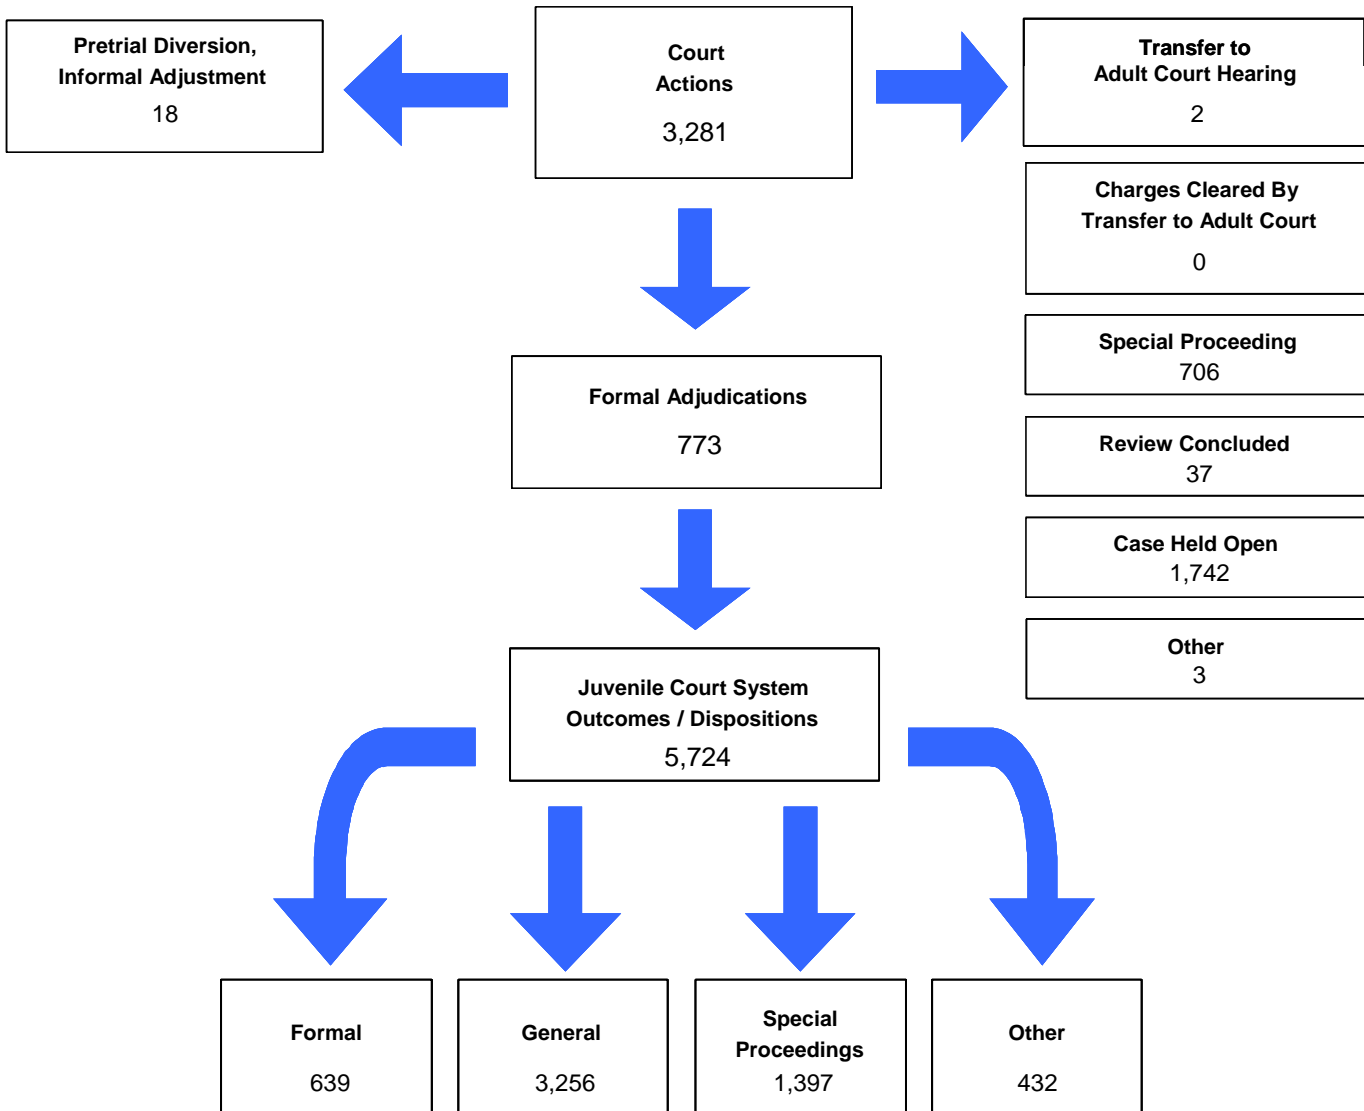 Pretrial Diversion,
Informal Adjustment
18
Court
Actions
3,281
Transfer to
Adult Court Hearing
2
Charges Cleared By
Transfer to Adult Court
0
Special Proceeding
706
Review Concluded
37
Case Held Open
1,742
Other
3
Formal Adjudications
773
Juvenile Court System
Outcomes / Dispositions
5,724
Formal
639
General
3,256
Special
Proceedings
1,397
Other
432